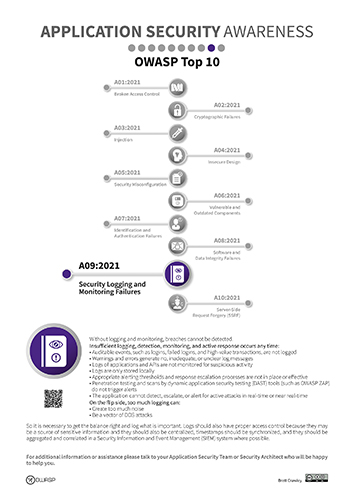 APPLICATION SECURITY AWARENESS
OWASP Top 10
A01:2021
Broken Access Control
A02:2021
Cryptographic Failures
A03:2021
Injection
A04:2021
Insecure Design
A05:2021
Security Misconfiguration
A06:2021
Vulnerable and
Outdated Components
A07:2021
Identification and
Authentication Failures
A08:2021
Software and
Data Integrity Failures
A09:2021
Security Logging and
Monitoring Failures
A10:2021
Server-Side
Request Forgery (SSRF)
Without logging and monitoring, breaches cannot be detected.
Insufficient logging, detection, monitoring, and active response occurs any time:
• Auditable events, such as logins, failed logins, and high-value transactions, are not logged
• Warnings and errors generate no, inadequate, or unclear log messages
• Logs of applications and APIs are not monitored for suspicious activity
• Logs are only stored locally
• Appropriate alerting thresholds and response escalation processes are not in place or effective
• Penetration testing and scans by dynamic application security testing (DAST) tools (such as OWASP ZAP)
do not trigger alerts
• The application cannot detect, escalate, or alert for active attacks in real-time or near real-time
On the flip side, too much logging can:
• Create too much noise
• Be a vector of DOS attacks
So it is necessary to get the balance right and log what is important. Logs should also have proper access control because they may
be a source of sensitive information and they should also be centralized, timestamps should be synchronized, and they should be
aggregated and correlated in a Security Information and Event Management (SIEM) system where possible.
For additional information or assistance please talk to your Application Security Team or Security Architect who will be happy
to help you.
OWASP
Brett Crawley,